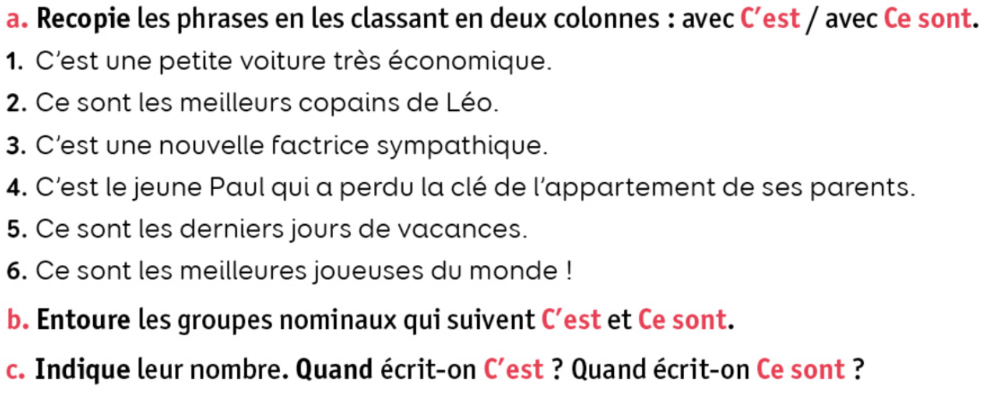 a. Recopie les phrases en les classant en deux colonnes : avec C’est / avec Ce sont.
1. C’est une petite voiture très économique.
2. Ce sont les meilleurs copains de Léo.
3. C’est une nouvelle factrice sympathique.
4. C’est le jeune Paul qui a perdu la clé de l’appartement de ses parents.
5. Ce sont les derniers jours de vacances.
6. Ce sont les meilleures joueuses du monde !
b. Entoure les groupes nominaux qui suivent C’est et Ce sont.
c. Indique leur nombre. Quand écrit-on C’est ? Quand écrit-on Ce sont ?